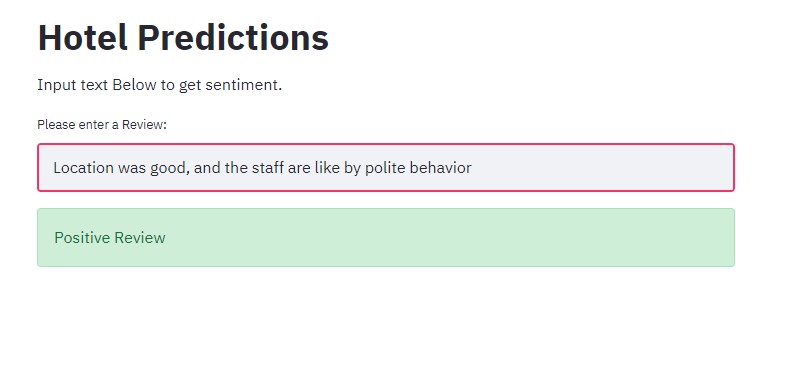 Hotel Predictions
Input text Below to get sentiment.
Please enter a Review:
Location was good, and the staff are like by polite behavior
Positive Review